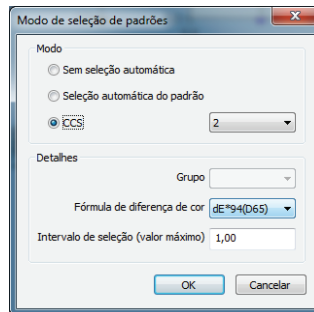 Modo de seleção de padrões
Modo
Sem seleção automática
Seleção automática do padrão
CCS 2
Detalhes
Grupo
Fórmula de diferença de cor dE*94(D65)
Intervalo de seleção (valor máximo) 1,00
OK Cancelar